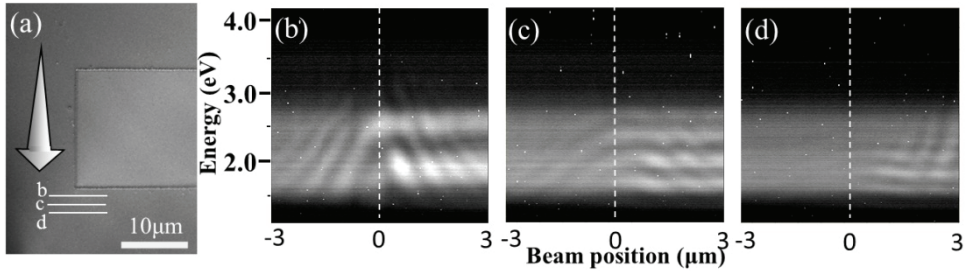 (a)
b
c
d
10μm
Energy (eV)
4.0
3.0
2.0
(b)
(c)
(d)
-3
0
3
-3
0
3
-3
0
3
Beam position (μm)